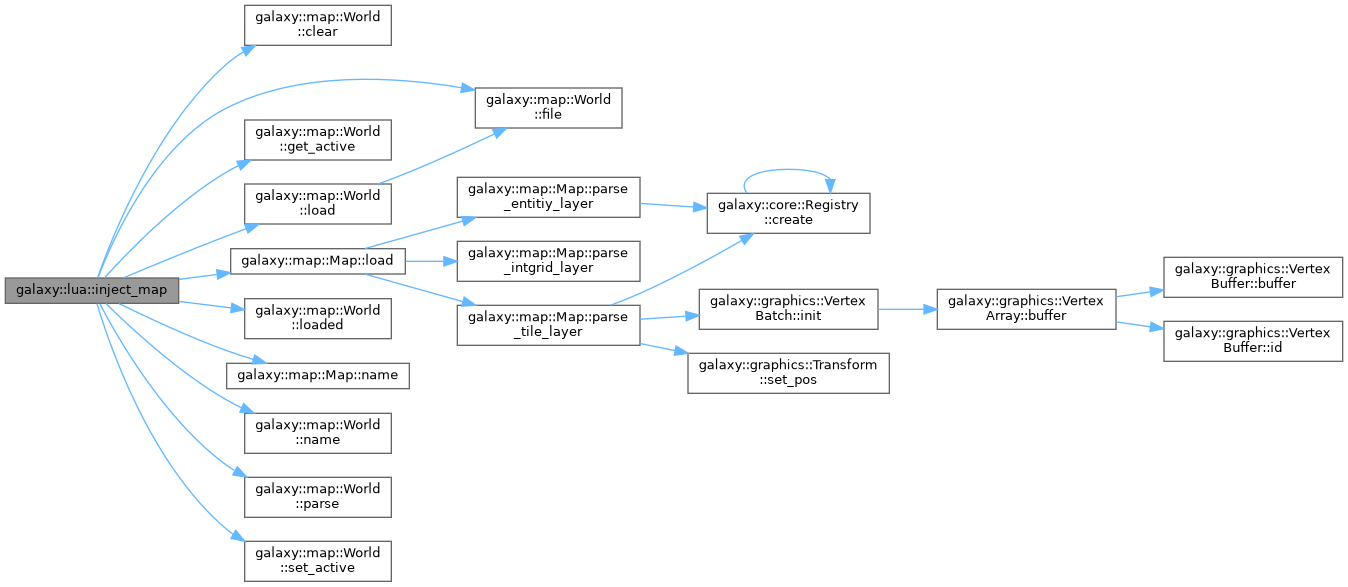 galaxy::lua::inject_map
galaxy::map::World
::clear
galaxy::map::World
::file
galaxy::map::World
::get_active
galaxy::map::World
::load
galaxy::map::Map::load
galaxy::map::World
::loaded
galaxy::map::Map::name
galaxy::map::World
::name
galaxy::map::World
::parse
galaxy::map::World
::set_active
galaxy::map::Map::parse
_entitiy_layer
galaxy::map::Map::parse
_intgrid_layer
galaxy::map::Map::parse
_tile_layer
galaxy::core::Registry
::create
galaxy::graphics::Vertex
Batch::init
galaxy::graphics::Transform
::set_pos
galaxy::graphics::Vertex
Array::buffer
galaxy::graphics::Vertex
Buffer::buffer
galaxy::graphics::Vertex
Buffer::id